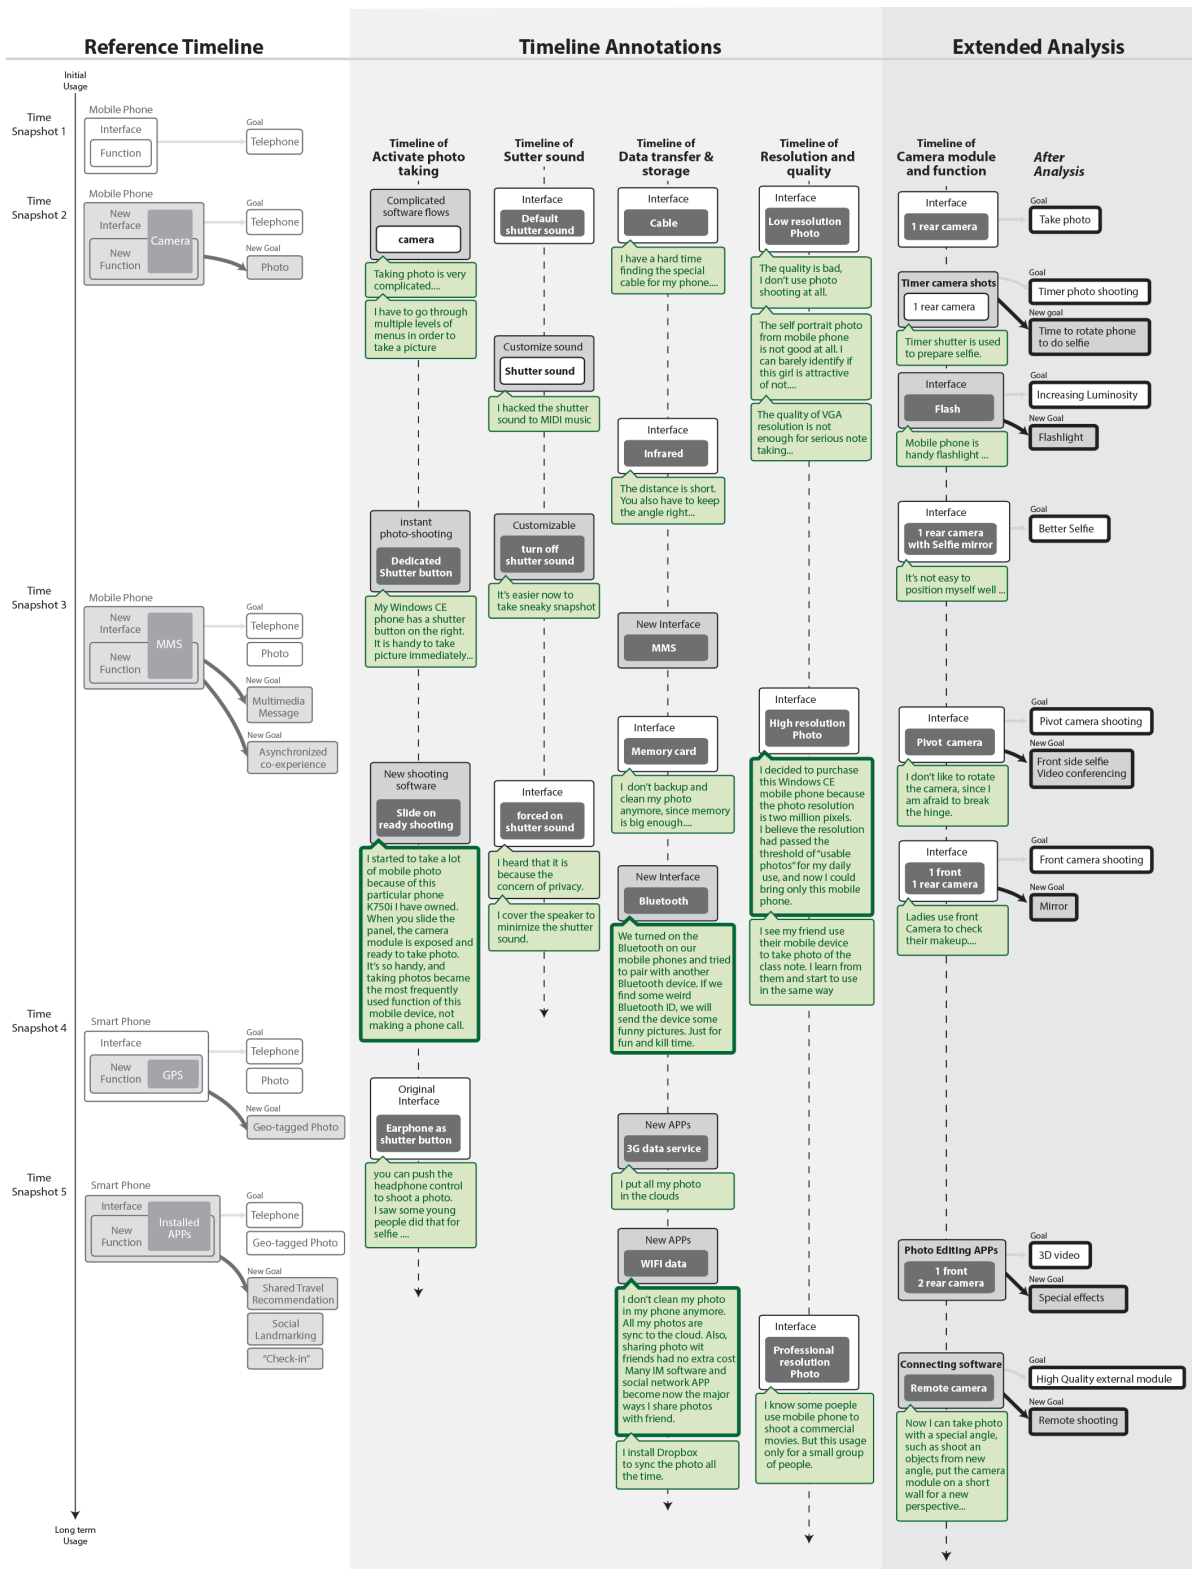 Reference Timeline
Timeline Annotations
Extended Analysis
Initial
Usage
Time
Snapshot 1
Mobile Phone
Interface
Function
Goal
Telephone
Time
Snapshot 2
Mobile Phone
New
Interface
New
Function
Camera
Goal
Telephone
New Goal
Photo
Time
Snapshot 3
Mobile Phone
New
Interface
New
Function
MMS
Goal
Telephone
Photo
New Goal
Multimedia
Message
New Goal
Asynchronized
co-experience
Time
Snapshot 4
Smart Phone
Interface
New
Function
GPS
Goal
Telephone
Photo
New Goal
Geo-tagged Photo
Time
Snapshot 5
Smart Phone
Interface
New
Function
Installed
APPs
Goal
Telephone
Geo-tagged Photo
New Goal
Shared Travel
Recommendation
Social
Landmarking
"Check-in"
Long term
Usage
Timeline of
Activate photo
taking
Complicated
software flows
camera
Taking photo is very
complicated....
I have to go through
multiple levels of
menus in order to
take a picture
instant
photo-shooting
Dedicated
Shutter button
My Windows CE
phone has a shutter
button on the right.
It is handy to take
picture immediately...
New shooting
software
Slide on
ready shooting
I started to take a lot
of mobile photo
because of this
particular phone
K750i I have owned.
When you slide the
panel, the camera
module is exposed and
ready to take photo.
It's so handy, and
taking photos became
the most frequently
used function of this
mobile device, not
making a phone call.
Original
Interface
Earphone as
shutter button
you can push the
headphone control
to shoot a photo.
I saw some young
people did that for
selfie ....
Timeline of
Sutter sound
Interface
Default
shutter sound
Customize sound
Shutter sound
I hacked the shutter
sound to MIDI music
Customizable
turn off
shutter sound
It's easier now to
take sneaky snapshot
Interface
forced on
shutter sound
I heard that it is
because the
concern of privacy.
I cover the speaker to
minimize the shutter
sound.
Timeline of
Data transfer &
storage
Interface
Cable
I have a hard time
finding the special
cable for my phone....
Interface
Infrared
The distance is short.
You also have to keep
the angle right...
New Interface
MMS
Interface
Memory card
I don't backup and
clean my photo
anymore, since memory
is big enough....
New Interface
Bluetooth
We turned on the
Bluetooth on our
mobile phones and tried
to pair with another
Bluetooth device. If we
find some weird
Bluetooth ID, we will
send the device some
funny pictures. Just for
fun and kill time.
New APPs
3G data service
I put all my photo
in the clouds
New APPs
WIFI data
I don't clean my photo
in my phone anymore.
All my photos are
sync to the cloud. Also,
sharing photo wit
friends had no extra cost
Many IM software and
social network APP
become now the major
ways I share photos
with friend.
I install Dropbox
to sync the photo all
the time.
Timeline of
Resolution and
quality
Interface
Low resolution
Photo
The quality is bad,
I don't use photo
shooting at all.
The self portrait photo
from mobile phone
is not good at all. I
can barely identify if
this girl is attractive
of not....
The quality of VGA
resolution is not
enough for serious note
taking...
Interface
High resolution
Photo
I decided to purchase
this Windows CE
mobile phone because
the photo resolution
is two million pixels.
I believe the resolution
had passed the
threshold of "usable
photos" for my daily
use, and now I could
bring only this mobile
phone.
I see my friend use
their mobile device
to take photo of the
class note. I learn from
them and start to use
in the same way
Interface
Professional
resolution
Photo
I know some poeple
use mobile phone to
shoot a commercial
movies. But this usage
only for a small group
of people.
Timeline of
Camera module
and function
After
Analysis
Interface
1 rear camera
Goal
Take photo
Timer camera shots
1 rear camera
Timer shutter is used
to prepare selfie.
Goal
Timer photo shooting
New goal
Time to rotate phone
to do selfie
Interface
Flash
Mobile phone is
handy flashlight ...
Goal
Increasing Luminosity
New Goal
Flashlight
Interface
1 rear camera
with Selfie mirror
It's not easy to
position myself well ...
Goal
Better Selfie
Interface
Pivot camera
I don't like to rotate
the camera, since I
am afraid to break
the hinge.
Goal
Pivot camera shooting
New Goal
Front side selfie
Video conferencing
Interface
1 front
1 rear camera
Ladies use front
Camera to check
their makeup....
Goal
Front camera shooting
New Goal
Mirror
Photo Editing APPs
1 front
2 rear camera
Goal
3D video
New Goal
Special effects
Connecting software
Remote camera
Now I can take photo
with a special angle,
such as shoot an
objects from new
angle, put the camera
module on a short
wall for a new
perspective...
Goal
High Quality external module
New Goal
Remote shooting